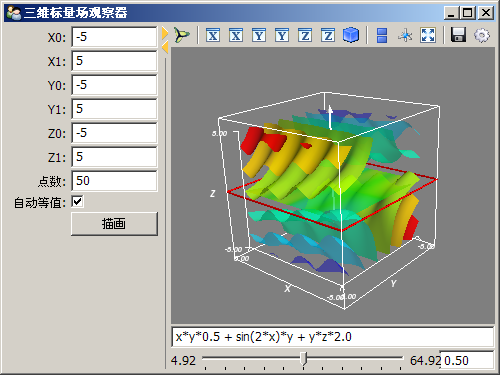 三维标量场观察器
X0: -5
X1: 5
Y0: -5
Y1: 5
Z0: -5
Z1: 5
点数: 50
自动等值:
描画
X X Y Y Z Z
5.00
Z
-5.00
5.00
X
-5.00
5.00
Y
-5.00
x*y*0.5 + sin(2*x)*y + y*z*2.0
4.92 64.92 0.50